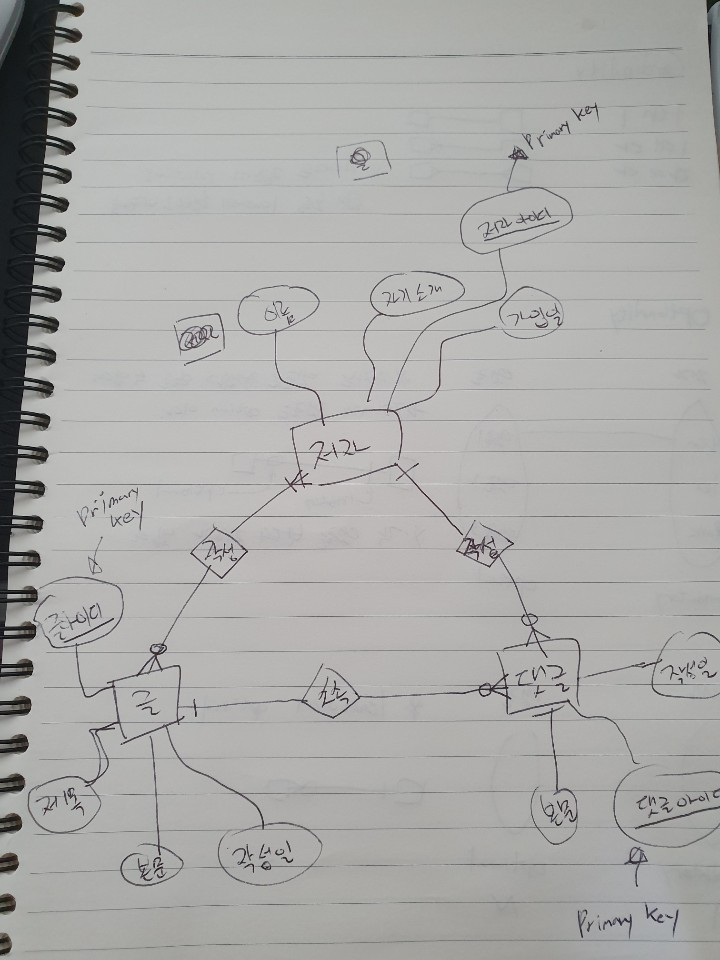 Primary key
저자 아이디
이름
자기소개
가입일
저자
Primary
key
작성
작성
글아이디
글
소속
댓글
작성일
제목
본문
작성일
본문
댓글아이디
Primary key